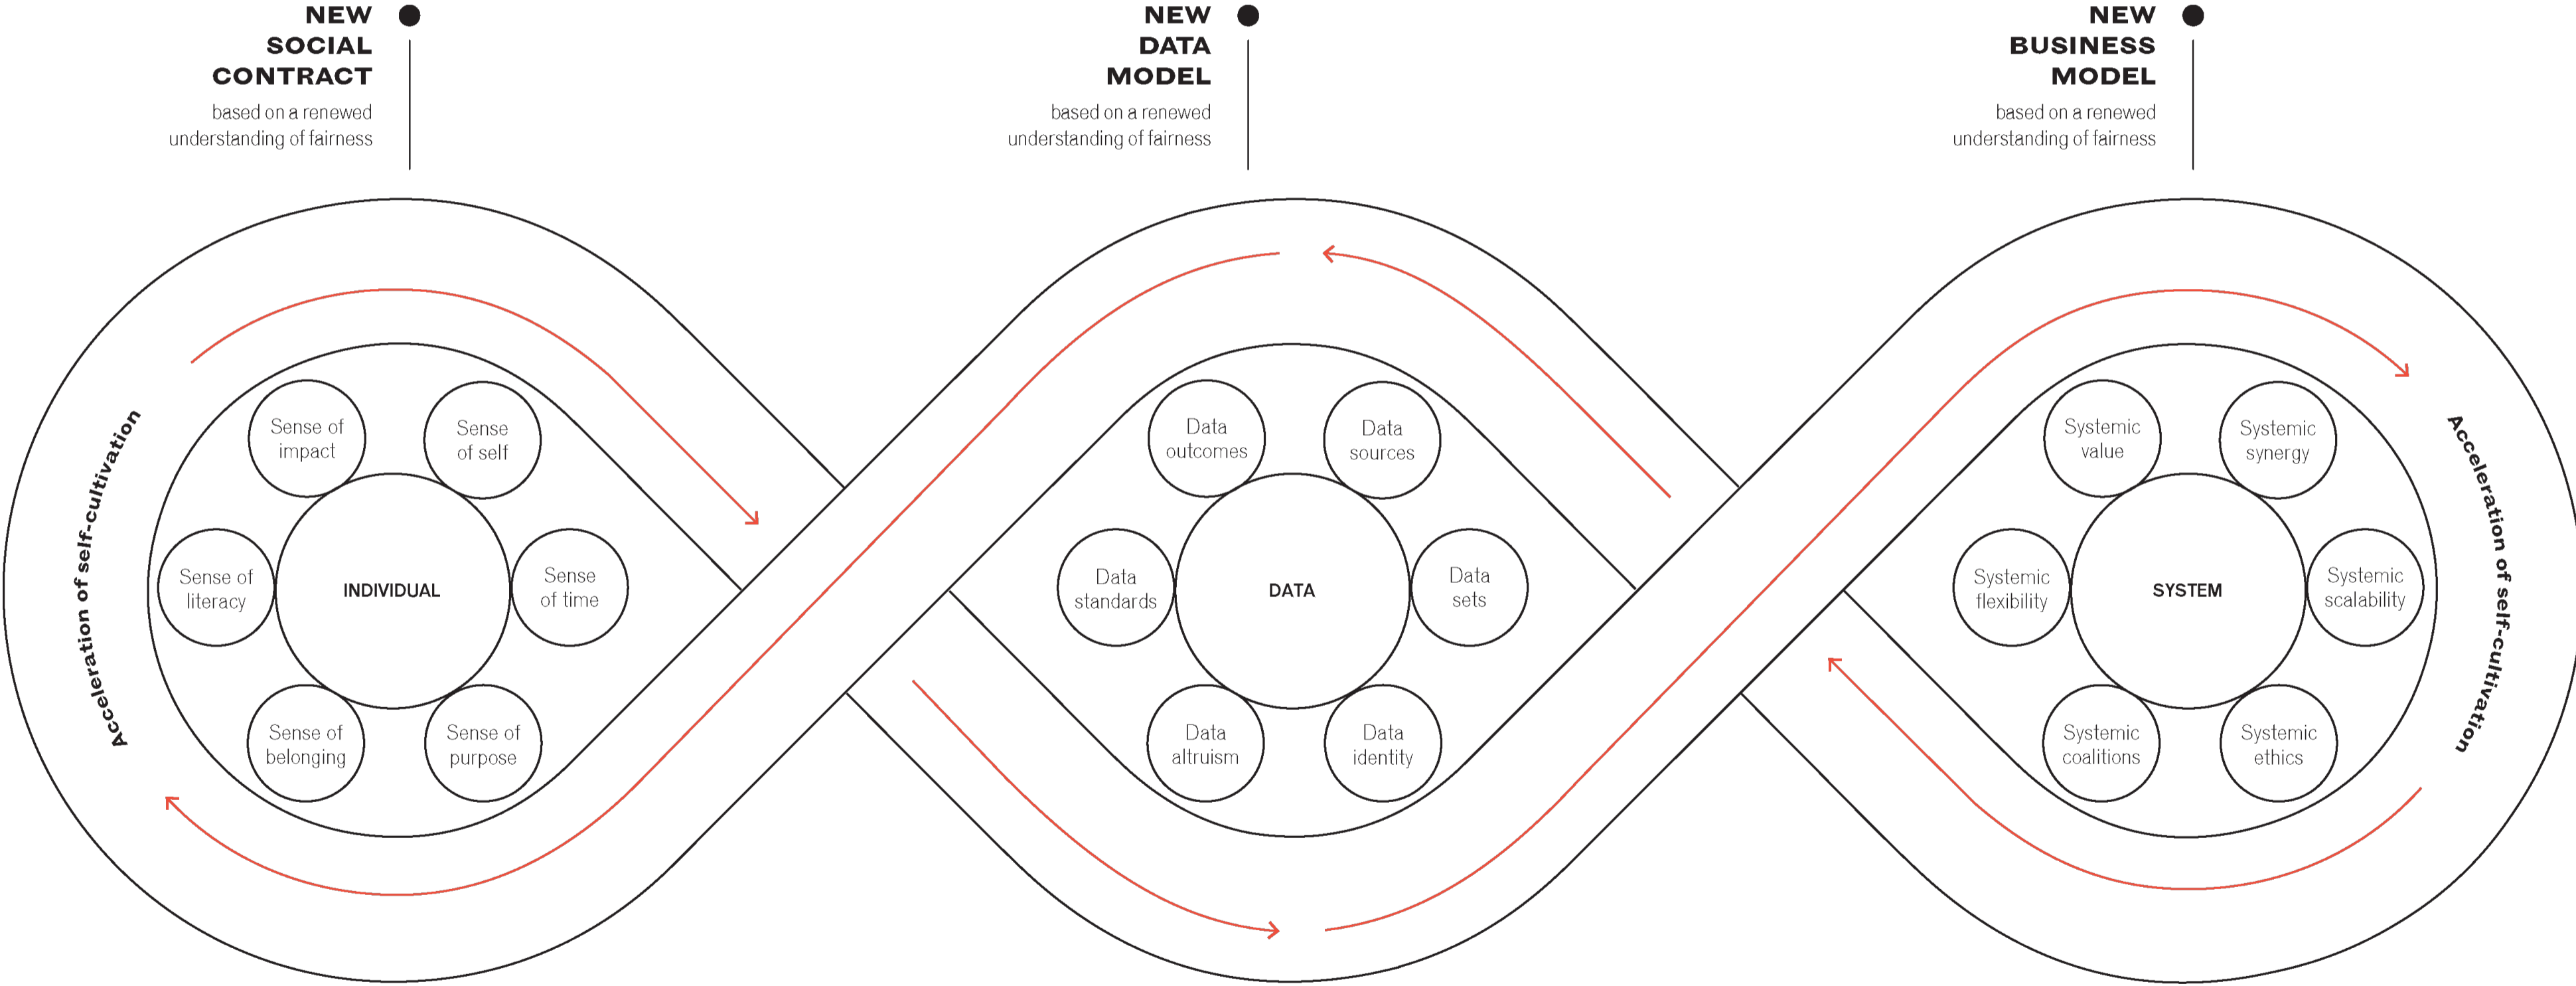 NEW
SOCIAL
CONTRACT
based on a renewed
understanding of fairness
NEW
DATA
MODEL
based on a renewed
understanding of fairness
NEW
BUSINESS
MODEL
based on a renewed
understanding of fairness
Acceleration of self-cultivation
Sense of
impact
Sense
of self
Sense of
literacy
INDIVIDUAL
Sense
of time
Sense of
belonging
Sense of
purpose
Data
outcomes
Data
sources
Data
standards
DATA
Data
sets
Data
altruism
Data
identity
Systemic
value
Systemic
synergy
Systemic
flexibility
SYSTEM
Systemic
scalability
Systemic
coalitions
Systemic
ethics
Acceleration of self-cultivation